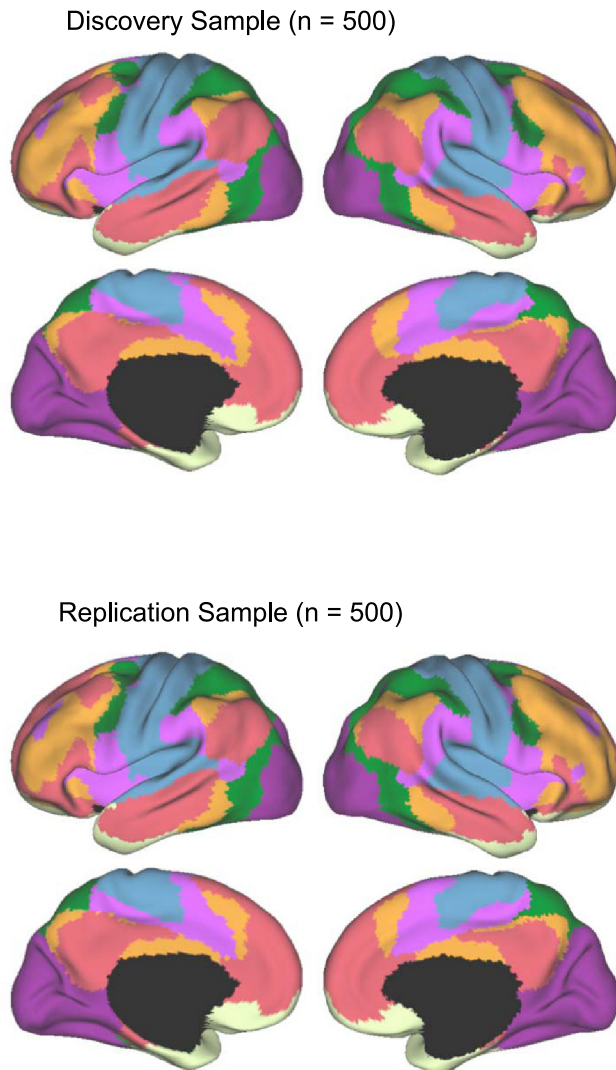 Discovery Sample (n = 500)
Replication Sample (n = 500)